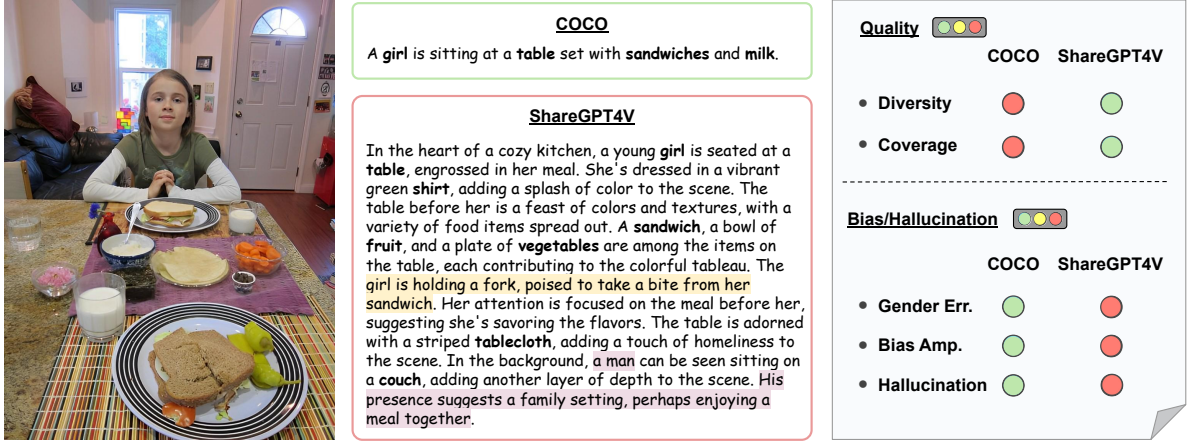 COCO
A girl is sitting at a table set with sandwiches and milk.
ShareGPT4V
In the heart of a cozy kitchen, a young girl is seated at a
table, engrossed in her meal. She's dressed in a vibrant
green shirt, adding a splash of color to the scene. The
table before her is a feast of colors and textures, with a
variety of food items spread out. A sandwich, a bowl of
fruit, and a plate of vegetables are among the items on
the table, each contributing to the colorful tableau. The
girl is holding a fork, poised to take a bite from her
sandwich. Her attention is focused on the meal before her,
suggesting she's savoring the flavors. The table is adorned
with a striped tablecloth, adding a touch of homeliness to
the scene. In the background, a man can be seen sitting on
a couch, adding another layer of depth to the scene. His
presence suggests a family setting, perhaps enjoying a
meal together.
Quality
COCO ShareGPT4V
• Diversity
• Coverage
Bias/Hallucination
COCO ShareGPT4V
• Gender Err.
• Bias Amp.
• Hallucination